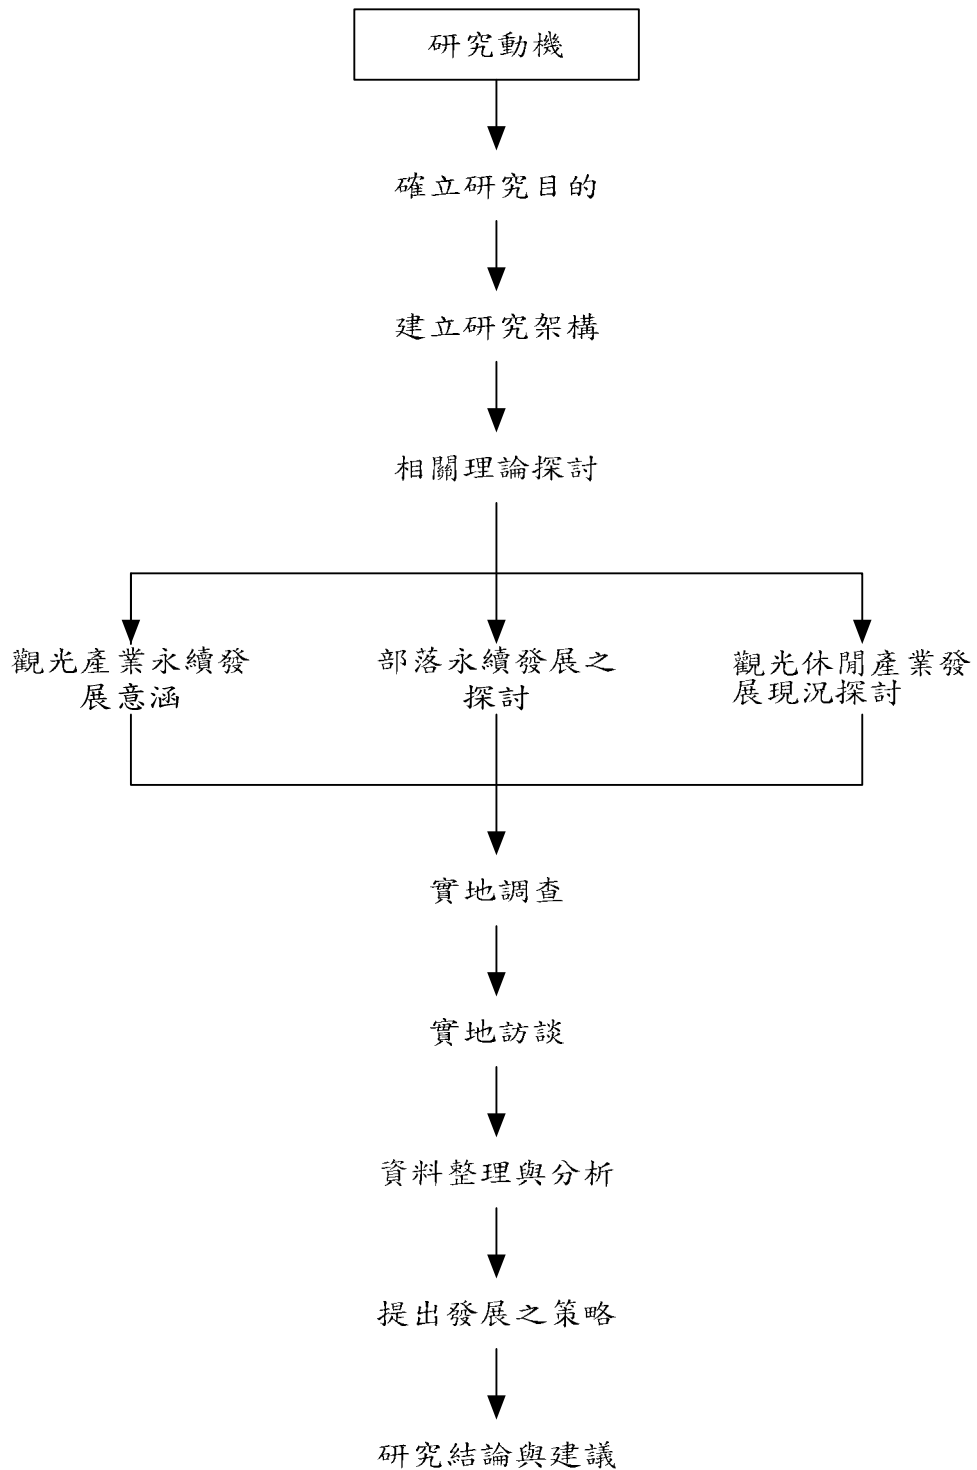 研究動機
確立研究目的
建立研究架構
相關理論探討
觀光產業永續發
展意涵
部落永續發展之
探討
觀光休閒產業發
展現況探討
實地調查
實地訪談
資料整理與分析
提出發展之策略
研究結論與建議